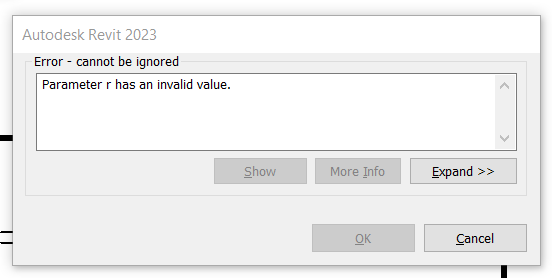 Autodesk Revit 2023
Error - cannot be ignored
Parameter r has an invalid value.
Show More Info Expand >>
OK Cancel